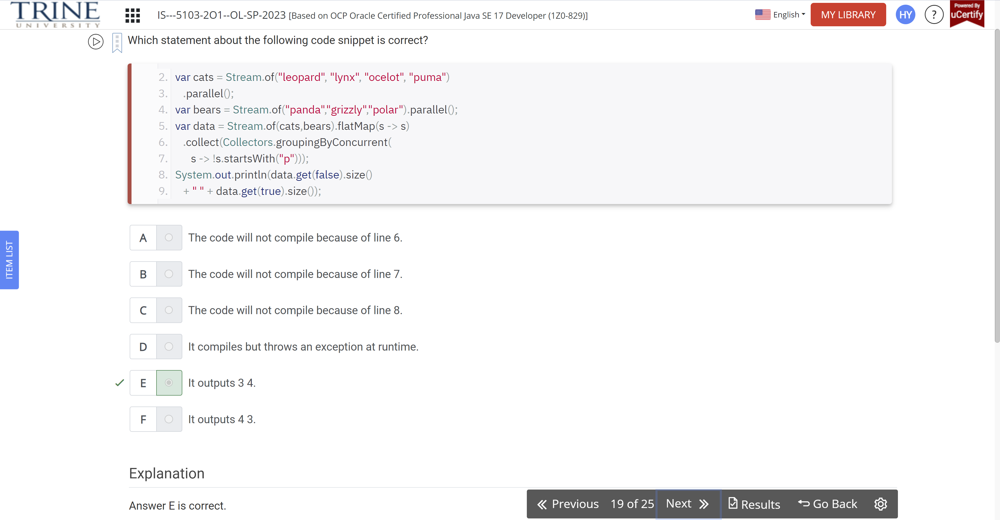 TRINE
UNIVERSITY
IS---5103-2O1--OL-SP-2023 [Based on OCP Oracle Certified Professional Java SE 17 Developer (1Z0-829)]
English
MY LIBRARY
HY
?
Powered By
uCertify
Which statement about the following code snippet is correct?
2. var cats = Stream.of("leopard", "lynx", "ocelot", "puma")
3. .parallel();
4. var bears = Stream.of("panda","grizzly","polar").parallel();
5. var data = Stream.of(cats,bears).flatMap(s -> s)
6. .collect(Collectors.groupingByConcurrent(
7. s -> !s.startsWith("p")));
8. System.out.println(data.get(false).size()
9. + " " + data.get(true).size());
ITEM LIST
A The code will not compile because of line 6.
B The code will not compile because of line 7.
C The code will not compile because of line 8.
D It compiles but throws an exception at runtime.
E It outputs 3 4.
F It outputs 4 3.
Explanation
Answer E is correct.
Previous 19 of 25 Next Results Go Back